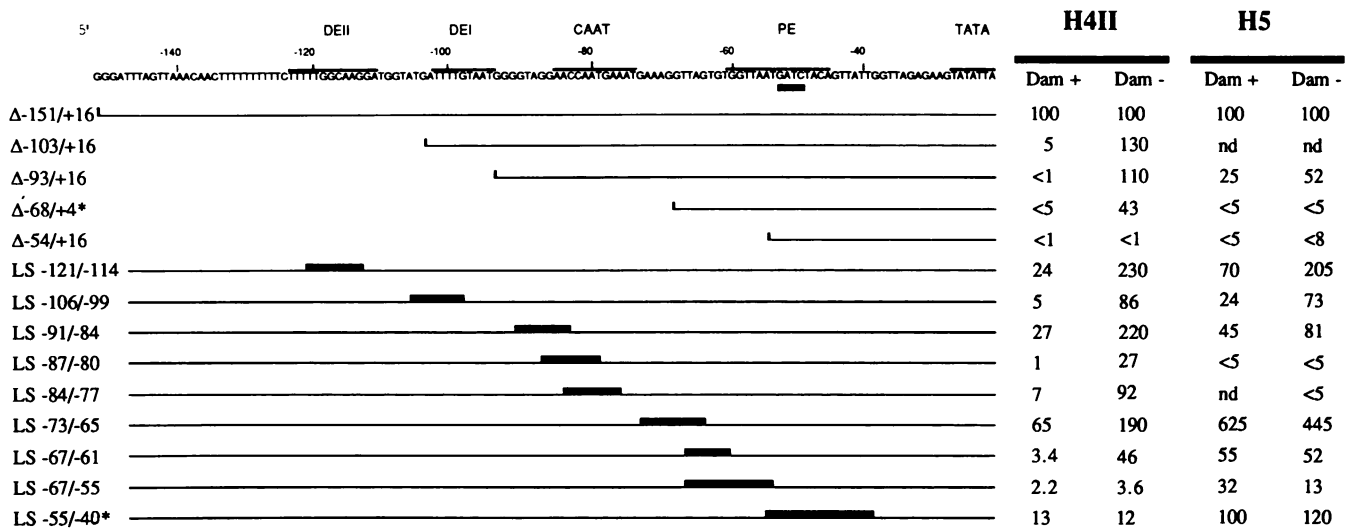 5' DEII DEI CAAT PE TATA H4II H5
-140 -120 -100 -80 -60 -40
GGGATTTAGTTAAACAACTTTTTTTTTCTTTTTGGCAAGGATGGTATGATTTTGTAATGGGGTAGGAACCAATGAAATGAAAGGTTAGTGTGGTTAATGATCTACAGTTATTGGTTAGAGAAGTATATTA Dam + Dam - Dam + Dam -
Δ-151/+16 100 100 100 100
Δ-103/+16 5 130 nd nd
Δ-93/+16 <1 110 25 52
Δ-68/+4* <5 43 <5 <5
Δ-54/+16 <1 <1 <5 <8
LS -121/-114 24 230 70 205
LS -106/-99 5 86 24 73
LS -91/-84 27 220 45 81
LS -87/-80 1 27 <5 <5
LS -84/-77 7 92 nd <5
LS -73/-65 65 190 625 445
LS -67/-61 3.4 46 55 52
LS -67/-55 2.2 3.6 32 13
LS -55/-40* 13 12 100 120